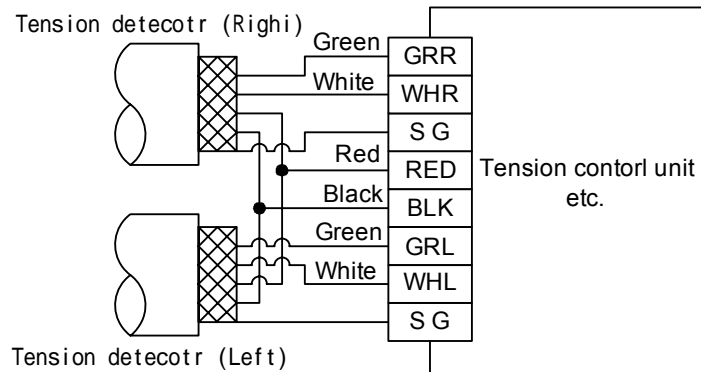 Tension detecotr (Righi)
Green
GRR
White
WHR
S G
Red
RED
Tension contorl unit
etc.
Black
BLK
Green
GRL
White
WHL
S G
Tension detecotr (Left)